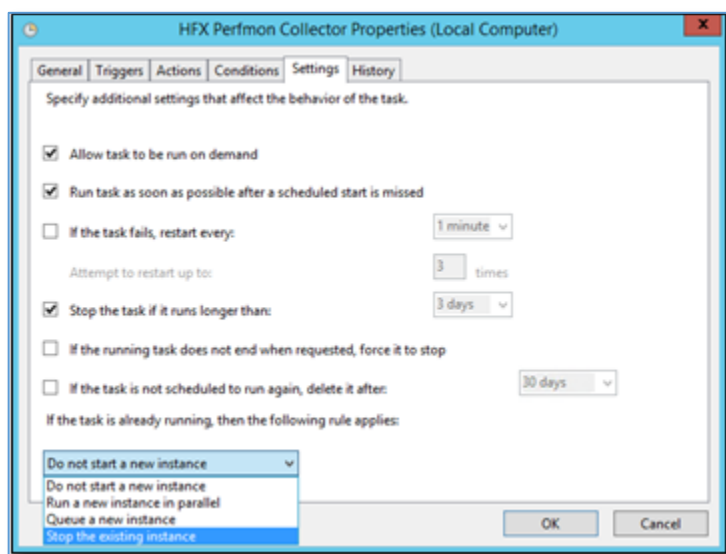 HFX Perfmon Collector Properties (Local Computer)
x
General Triggers Actions Conditions Settings History
Specify additional settings that affect the behavior of the task.
Allow task to be run on demand
Run task as soon as possible after a scheduled start is missed
If the task fails, restart every: 1 minute
Attempt to restart up to: 3 times
Stop the task if it runs longer than: 3 days
If the running task does not end when requested, force it to stop
If the task is not scheduled to run again, delete it after: 30 days
If the task is already running, then the following rule applies:
Do not start a new instance
Do not start a new instance
Run a new instance in parallel
Queue a new instance
Stop the existing instance
OK Cancel